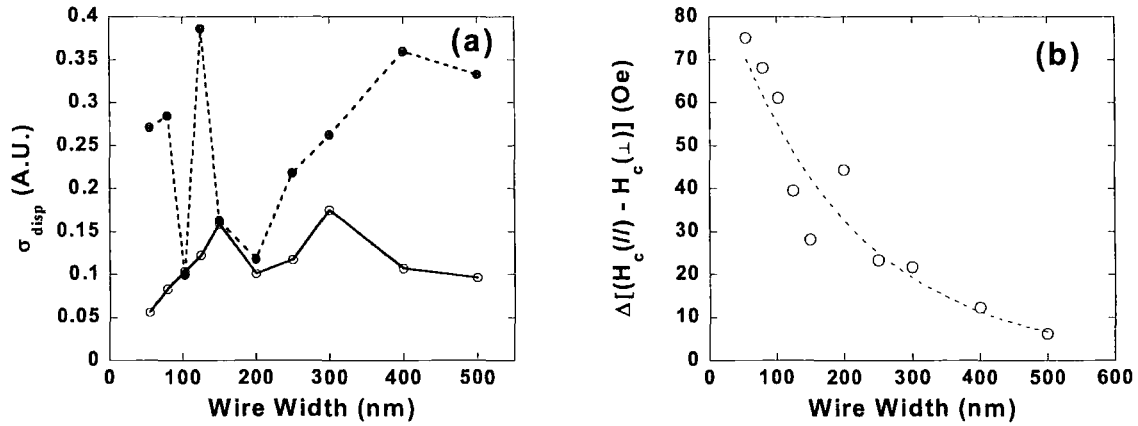 (a)
0.4
0.35
0.3
0.25
0.2
0.15
0.1
0.05
0
σdisp (A.U.)
0 100 200 300 400 500
Wire Width (nm)
(b)
80
70
60
50
40
30
20
10
0
Δ[(Hc(//) - Hc(⊥)] (Oe)
0 100 200 300 400 500 600
Wire Width (nm)